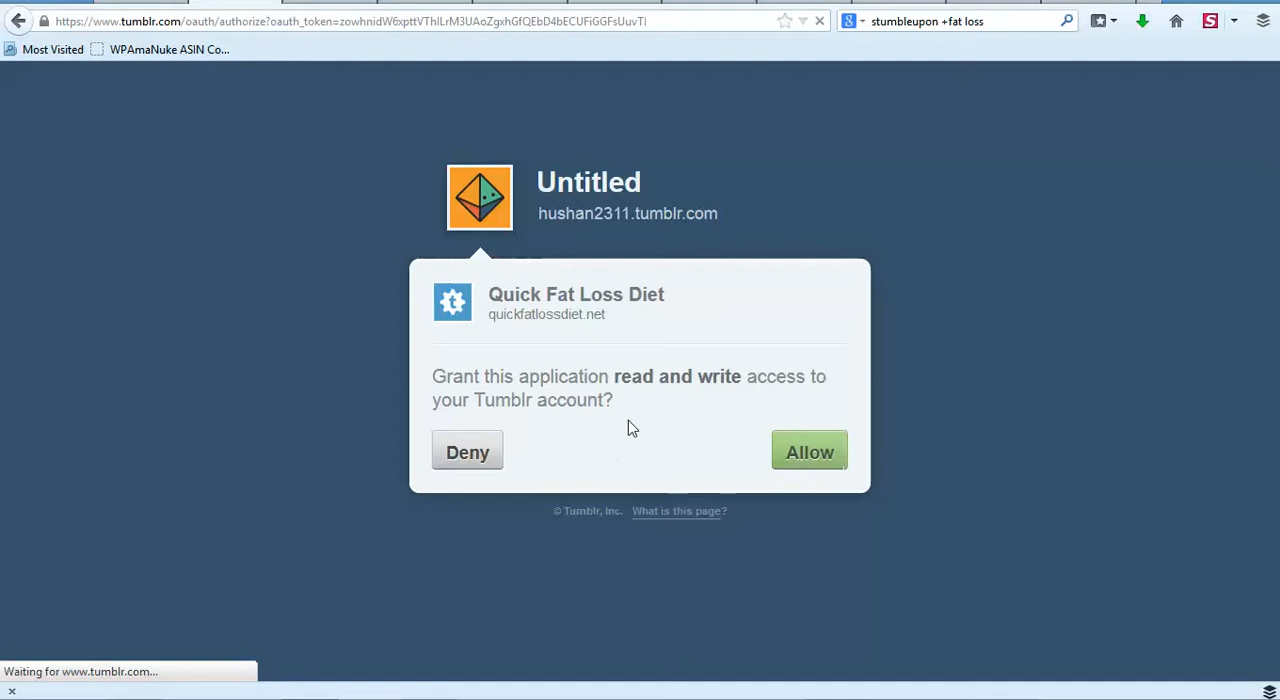 https://www.tumblr.com/oauth/authorize?oauth_token=zowhnidW6xpttVThlLrM3UAoZgxhGfQEbD4bECUFiGGFsUuvTl
stumbleupon +fat loss
Most Visited WPAmaNuke ASIN Co...
Untitled
hushan2311.tumblr.com
Quick Fat Loss Diet
quickfatlossdiet.net
Grant this application read and write access to
your Tumblr account?
Deny Allow
© Tumblr, Inc. What is this page?
Waiting for www.tumblr.com...